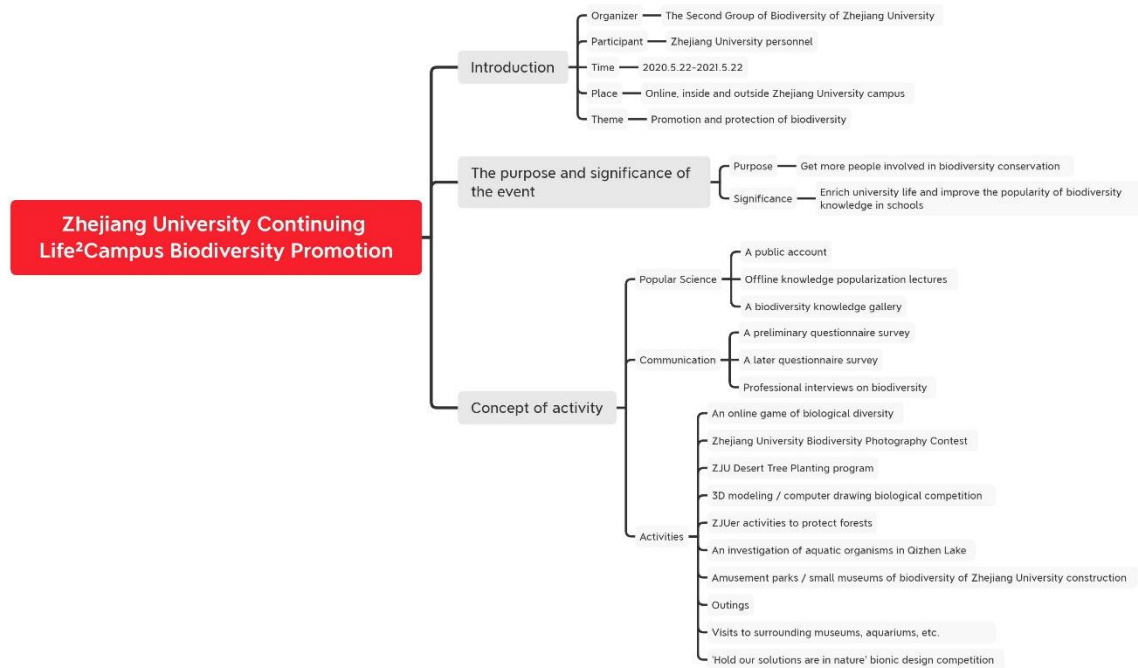 Zhejiang University Continuing
Life²Campus Biodiversity Promotion
Introduction
Organizer
The Second Group of Biodiversity of Zhejiang University
Participant
Zhejiang University personnel
Time
2020.5.22-2021.5.22
Place
Online, inside and outside Zhejiang University campus
Theme
Promotion and protection of biodiversity
The purpose and significance of
the event
Purpose
Get more people involved in biodiversity conservation
Significance
Enrich university life and improve the popularity of biodiversity
knowledge in schools
Concept of activity
Popular Science
A public account
Offline knowledge popularization lectures
A biodiversity knowledge gallery
Communication
A preliminary questionnaire survey
A later questionnaire survey
Professional interviews on biodiversity
Activities
An online game of biological diversity
Zhejiang University Biodiversity Photography Contest
ZJU Desert Tree Planting program
3D modeling / computer drawing biological competition
ZJUer activities to protect forests
An investigation of aquatic organisms in Qizhen Lake
Amusement parks / small museums of biodiversity of Zhejiang University construction
Outings
Visits to surrounding museums, aquariums, etc.
'Hold our solutions are in nature' bionic design competition